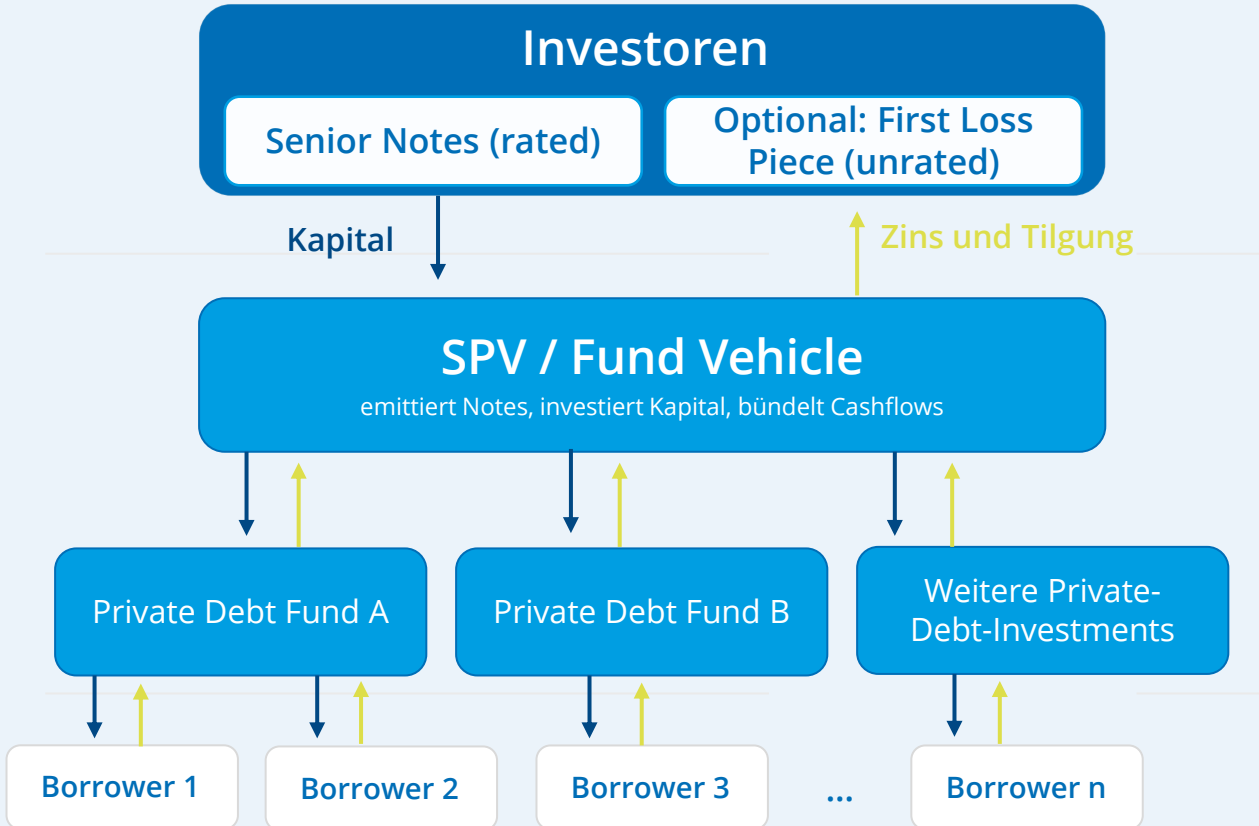 Investoren
Senior Notes (rated)
Optional: First Loss
Piece (unrated)
Kapital
Zins und Tilgung
SPV / Fund Vehicle
emittiert Notes, investiert Kapital, bündelt Cashflows
Private Debt Fund A
Private Debt Fund B
Weitere Private-
Debt-Investments
Borrower 1
Borrower 2
Borrower 3
...
Borrower n